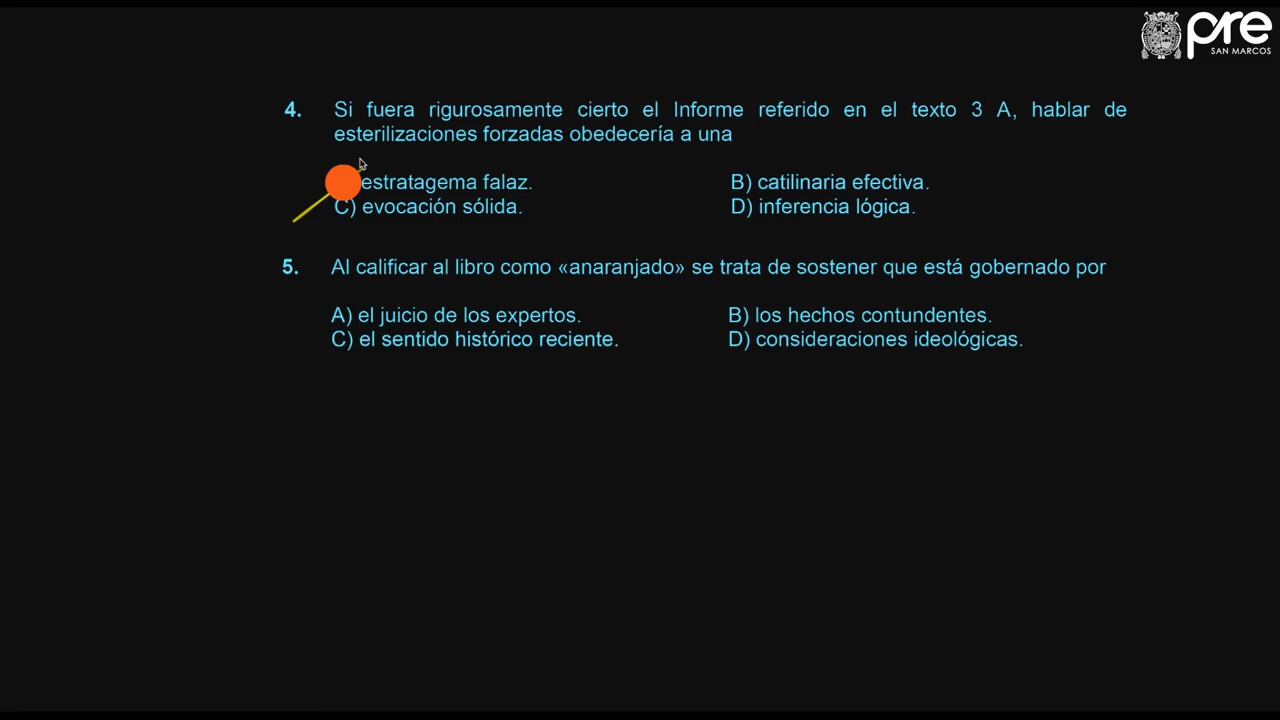 pre
SAN MARCOS
4. Si fuera rigurosamente cierto el Informe referido en el texto 3 A, hablar de
esterilizaciones forzadas obedecería a una
estratagema falaz. B) catilinaria efectiva.
C) evocación sólida. D) inferencia lógica.
5. Al calificar al libro como «anaranjado» se trata de sostener que está gobernado por
A) el juicio de los expertos. B) los hechos contundentes.
C) el sentido histórico reciente. D) consideraciones ideológicas.